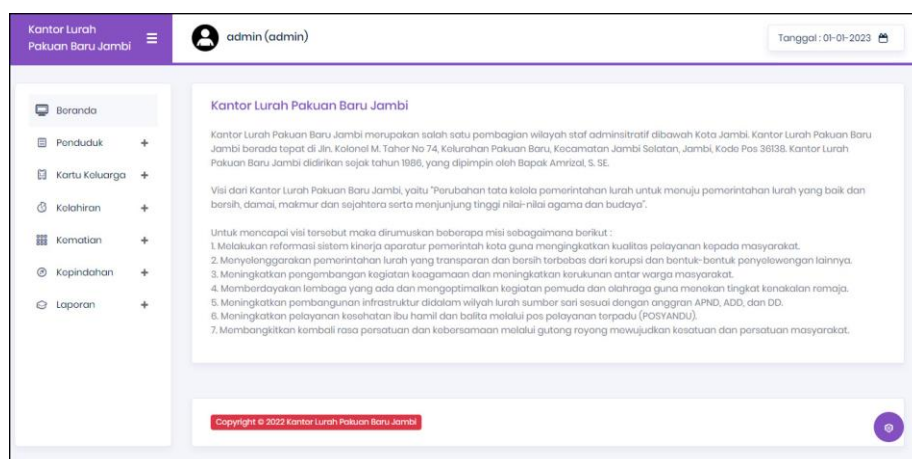 Kantor Lurah
Pakuan Baru Jambi
admin (admin)
Tanggal : 01-01-2023
Beranda
Penduduk +
Kartu Keluarga +
Kelahiran +
Kematian +
Kepindahan +
Laporan +
Kantor Lurah Pakuan Baru Jambi
Kantor Lurah Pakuan Baru Jambi merupakan salah satu pembagian wilayah staf adminsitratif dibawah Kota Jambi. Kantor Lurah Pakuan Baru
Jambi berada tepat di Jln. Kolonel M. Taher No 74, Kelurahan Pakuan Baru, Kecamatan Jambi Selatan, Jambi, Kode Pos 36138. Kantor Lurah
Pakuan Baru Jambi didirikan sejak tahun 1986, yang dipimpin oleh Bapak Amrizal, S. SE.
Visi dari Kantor Lurah Pakuan Baru Jambi, yaitu "Perubahan tata kelola pemerintahan lurah untuk menuju pemerintahan lurah yang baik dan
bersih, damai, makmur dan sejahtera serta menjunjung tinggi nilai-nilai agama dan budaya".
Untuk mencapai visi tersebut maka dirumuskan beberapa misi sebagaimana berikut :
1. Melakukan reformasi sistem kinerja aparatur pemerintah kota guna mengingkatkan kualitas pelayanan kepada masyarakat.
2. Menyelenggarakan pemerintahan lurah yang transparan dan bersih terbebas dari korupsi dan bentuk-bentuk penyelewengan lainnya.
3. Meningkatkan pengembangan kegiatan keagamaan dan meningkatkan kerukunan antar warga masyarakat.
4. Memberdayakan lembaga yang ada dan mengoptimalkan kegiatan pemuda dan olahraga guna menekan tingkat kenakalan remaja.
5. Meningkatkan pembangunan infrastruktur didalam wilyah lurah sumber sari sesuai dengan anggran APND, ADD, dan DD.
6. Meningkatkan pelayanan kesehatan ibu hamil dan balita melalui pos pelayanan terpadu (POSYANDU).
7. Membangkitkan kembali rasa persatuan dan kebersamaan melalui gutong royong mewujudkan kesatuan dan persatuan masyarakat.
Copyright © 2022 Kantor Lurah Pakuan Baru Jambi